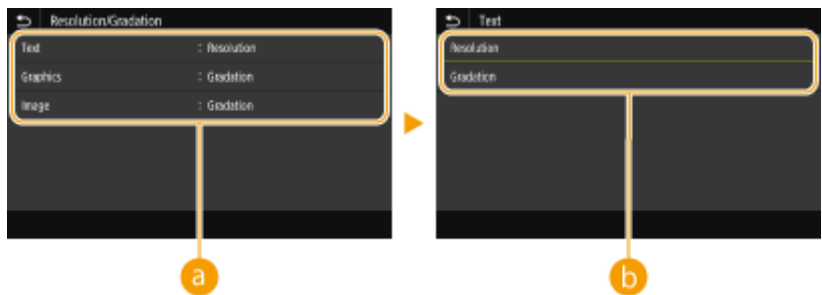 Resolution/Gradation
Text : Resolution
Graphics : Gradation
Image : Gradation
a
Text
Resolution
Gradation
b